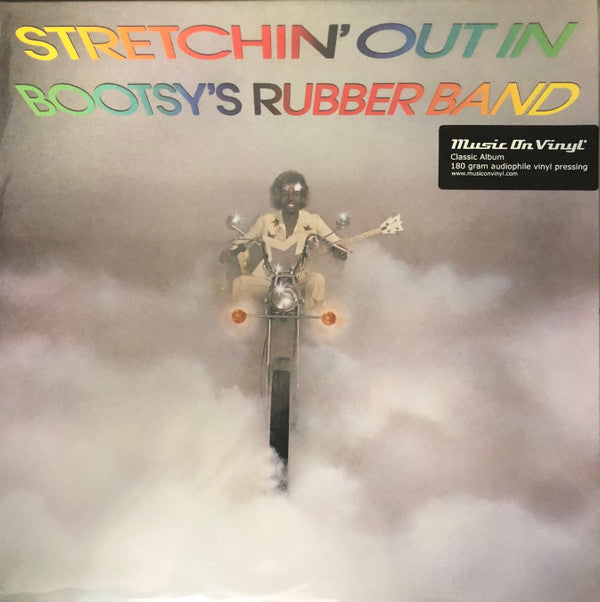 STRETCHIN' OUT IN
BOOTSY'S RUBBER BAND
Music On Vinyl
Classic Album
180 gram audiophile vinyl pressing
www.musiconvinyl.com